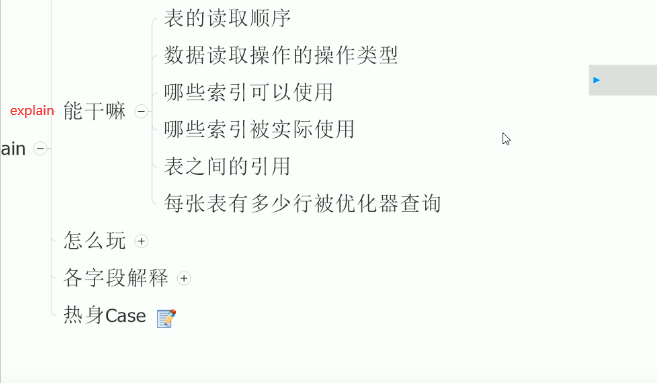 表的读取顺序
数据读取操作的操作类型
哪些索引可以使用
explain 能干嘛
哪些索引被实际使用
ain
表之间的引用
每张表有多少行被优化器查询
怎么玩
各字段解释
热身Case